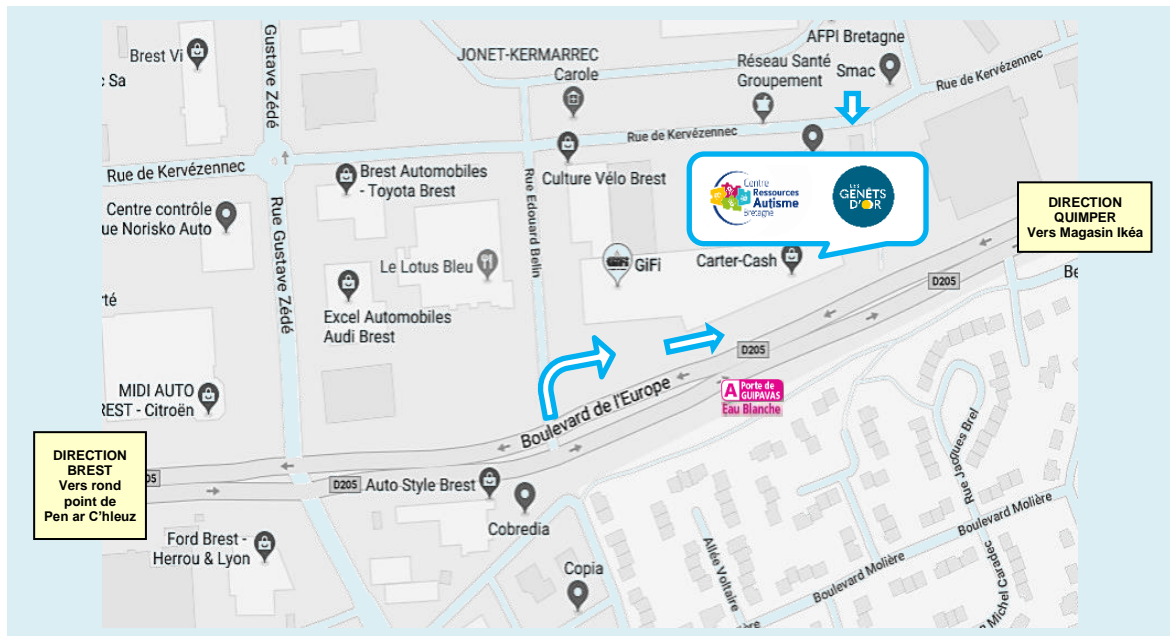 AFPI Bretagne
JONET-KERMARREC
Carole
Réseau Santé
Groupement
Smac
Rue de Kervézennec
Brest Vi
Sa
Gustave Zédé
Rue de Kervézennec
Rue de Kervézennec
Brest Automobiles
- Toyota Brest
Culture Vélo Brest
Centre
Ressources
Autisme
Bretagne
LES
GENÊTS
D'OR
DIRECTION
QUIMPER
Vers Magasin Ikéa
Centre contrôle
ue Norisko Auto
Rue Gustave Zédé
Rue Edouard Belin
Le Lotus Bleu
GiFi
Carter-Cash
D205
Be
rté
Excel Automobiles
Audi Brest
D205
MIDI AUTO
REST - Citroën
Boulevard de l'Europe
A Porte de
GUIPAVAS
Eau Blanche
Rue Jacques Brel
DIRECTION
BREST
Vers rond
point de
Pen ar C'hleuz
05
D205
Auto Style Brest
Cobredia
Boulevard Molière
Ford Brest -
Herrou & Lyon
Copia
Allée Voltaire
Boulevard Molière
Michel Caradec
ère